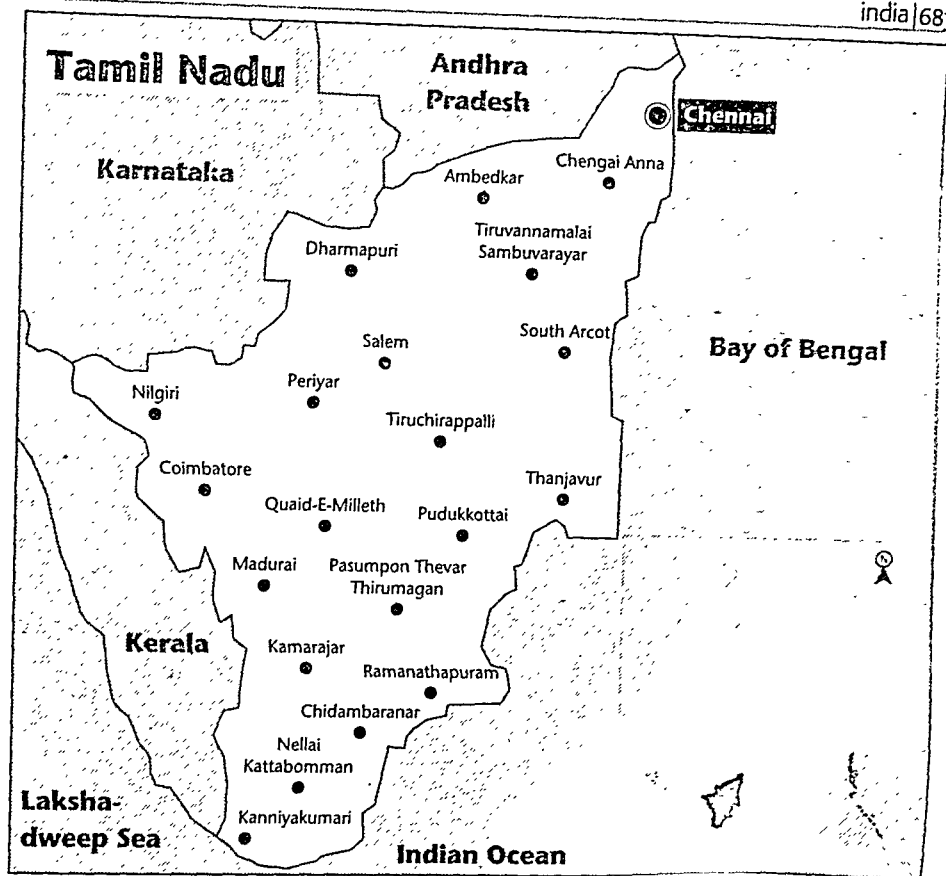 india|68
Tamil Nadu
Andhra
Pradesh
Chennai
Karnataka
Ambedkar
Chengai Anna
Tiruvannamalai
Sambuvarayar
Dharmapuri
South Arcot
Salem
Bay of Bengal
Nilgiri
Periyar
Tiruchirappalli
Coimbatore
Thanjavur
Quaid-E-Milleth
Pudukkottai
Madurai
Pasumpon Thevar
Thirumagan
Kerala
Kamarajar
Ramanathapuram
Chidambaranar
Nellai
Kattabomman
Laksha-
dweep Sea
Kanniyakumari
Indian Ocean